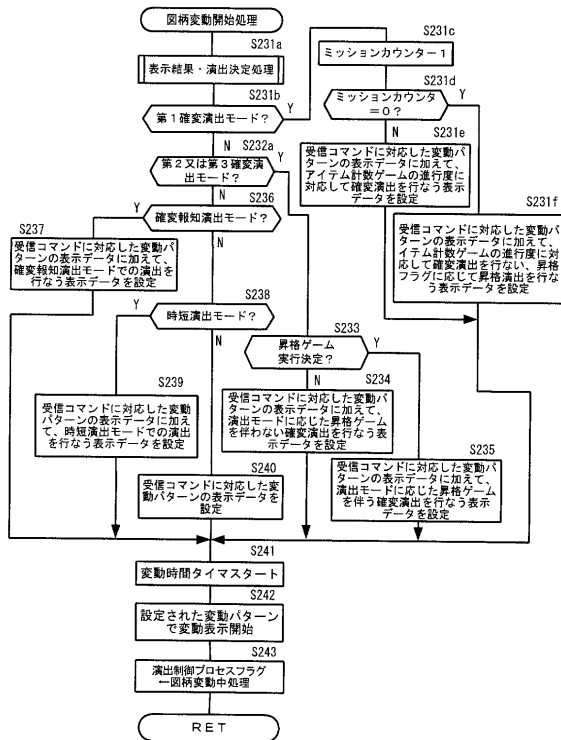 図柄変動開始処理
S231a
表示結果・演出決定処理
S231b
第1確変演出モード?
Y
N
S231c
ミッションカウンター1
S231d
ミッションカウンタ
=0?
Y
N
S231e
受信コマンドに対応した変動パ
ターンの表示データに加えて、
アイテム計数ゲームの進行度に
対応して確変演出を行なう表示
データを設定
S231f
受信コマンドに対応した変動パ
ターンの表示データに加えて、
イテム計数ゲームの進行度に対
応して確変演出を行ない、昇格
フラグに応じて昇格演出を行な
う表示データを設定
S232a
第2又は第3確変演
出モード?
Y
N
S236
確変報知演出モード?
Y
N
S237
受信コマンドに対応した変動パ
ターンの表示データに加えて、
確変報知演出モードでの演出を
行なう表示データを設定
S238
時短演出モード?
Y
N
S239
受信コマンドに対応した変動
パターンの表示データに加え
て、時短演出モードでの演出
を行なう表示データを設定
S233
昇格ゲーム
実行決定?
Y
N
S234
受信コマンドに対応した変動パ
ターンの表示データに加えて、
演出モードに応じた昇格ゲーム
を伴わない確変演出を行なう表
示データを設定
S235
受信コマンドに対応した変動パ
ターンの表示データに加えて、
演出モードに応じた昇格ゲーム
を伴う確変演出を行なう表示
データを設定
S240
受信コマンドに対応した変
動パターンの表示データを
設定
S241
変動時間タイマスタート
S242
設定された変動パターン
で変動表示開始
S243
演出制御プロセスフラグ
←図柄変動中処理
RET